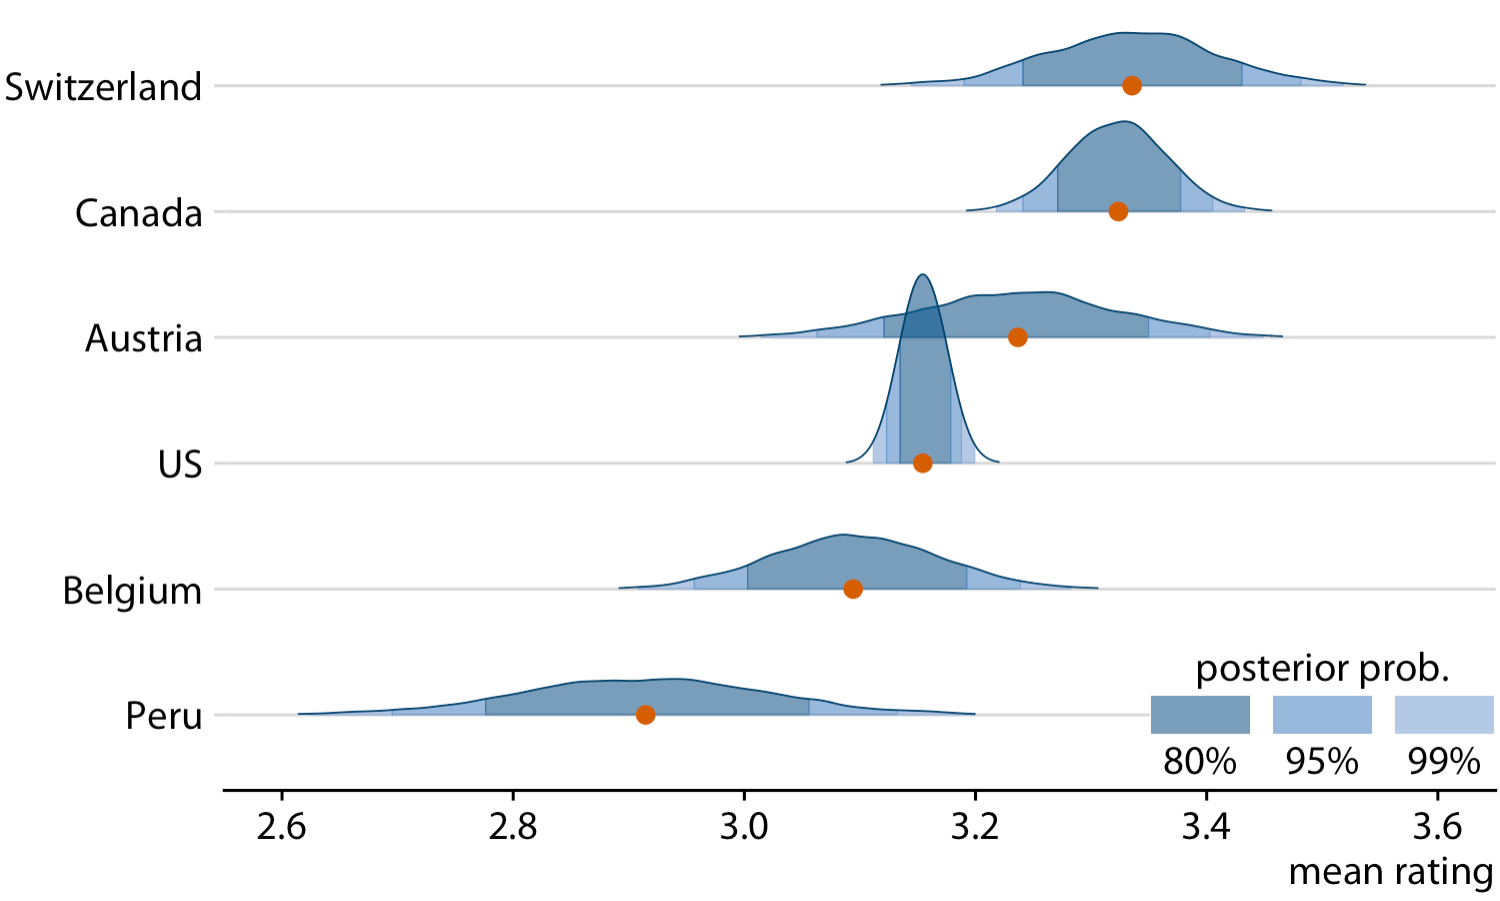 Switzerland
Canada
Austria
US
Belgium
Peru
posterior prob.
80% 95% 99%
2.6 2.8 3.0 3.2 3.4 3.6
mean rating